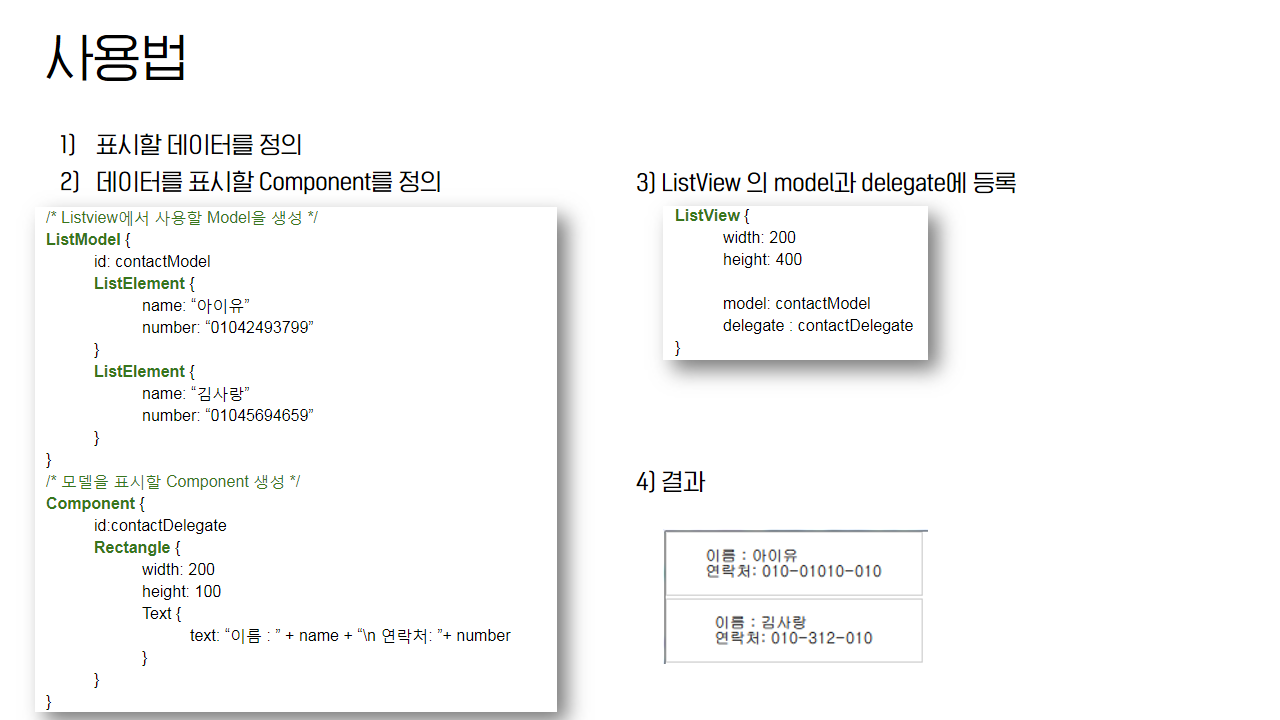 사용법
1) 표시할 데이터를 정의
2) 데이터를 표시할 Component를 정의
/* Listview에서 사용할 Model을 생성 */
ListModel {
id: contactModel
ListElement {
name: “아이유”
number: “01042493799”
}
ListElement {
name: “김사랑”
number: “01045694659”
}
}
/* 모델을 표시할 Component 생성 */
Component {
id:contactDelegate
Rectangle {
width: 200
height: 100
Text {
text: “이름 : ” + name + “\n 연락처: ”+ number
}
}
}
3) ListView 의 model과 delegate에 등록
ListView {
width: 200
height: 400
model: contactModel
delegate : contactDelegate
}
4) 결과
이름 : 아이유
연락처: 010-01010-010
이름 : 김사랑
연락처: 010-312-010